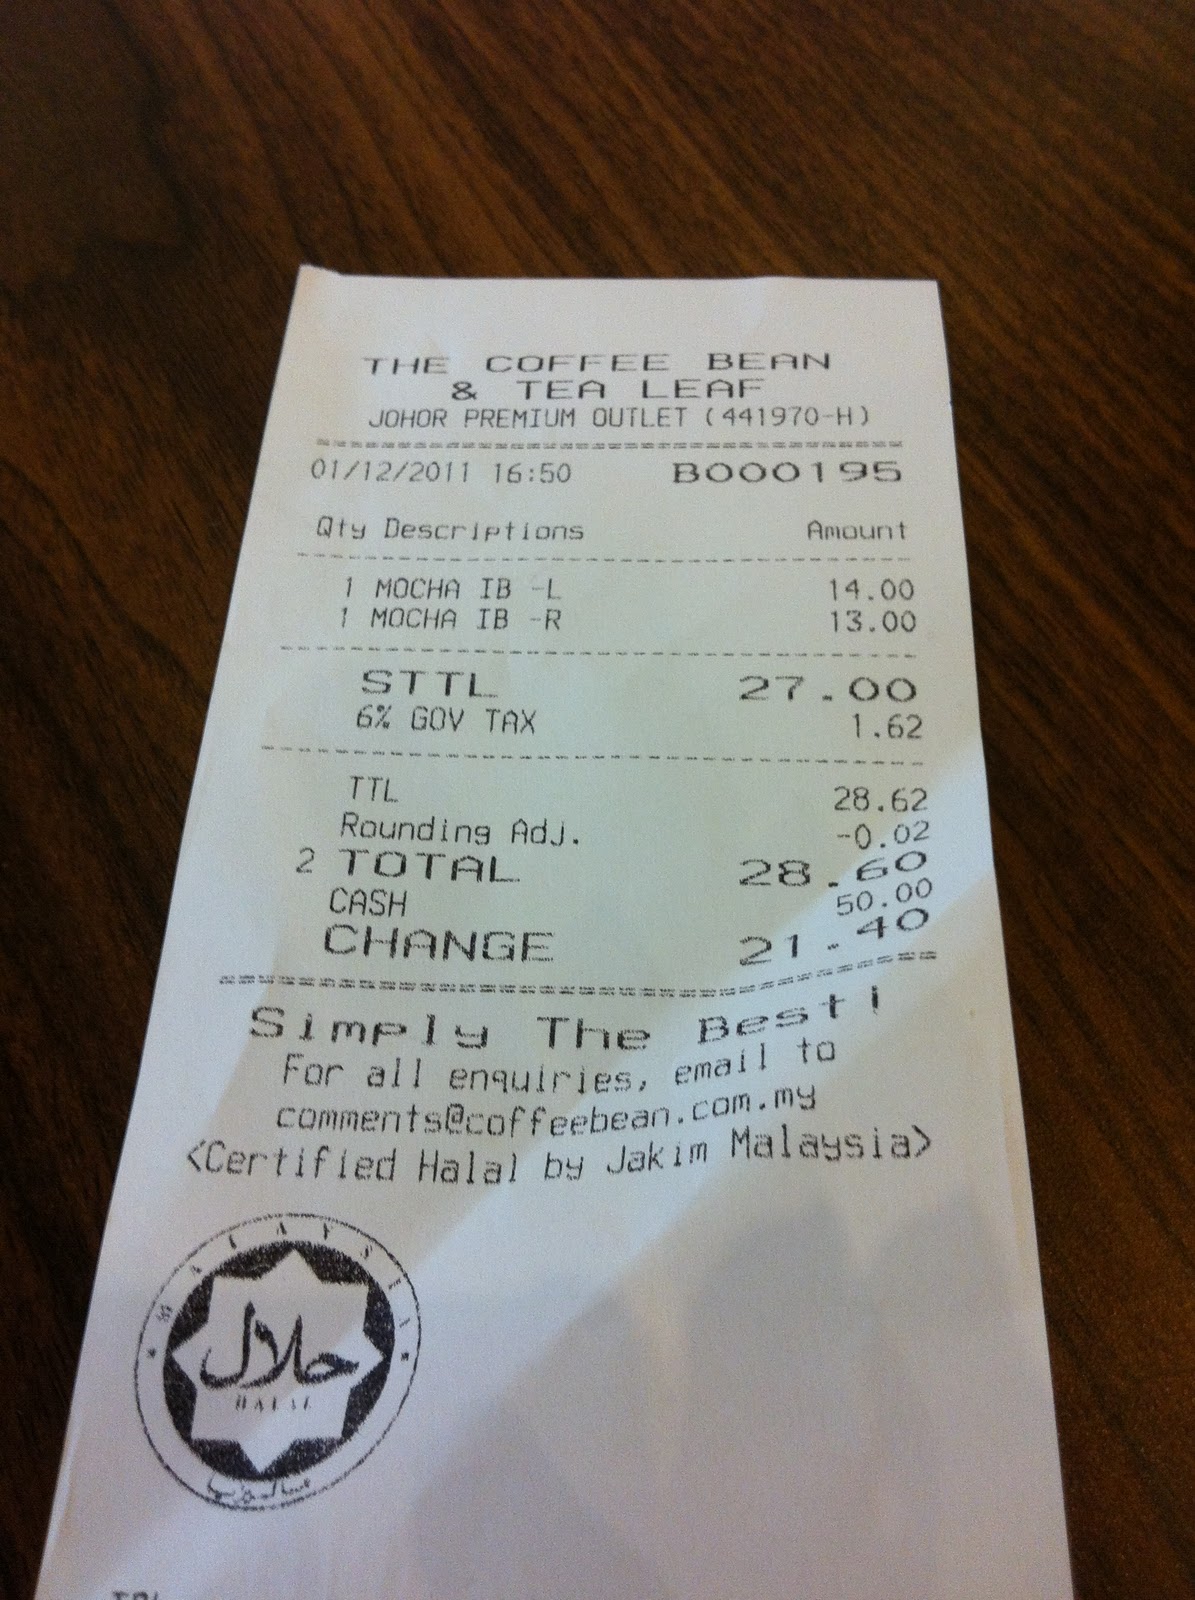 THE COFFEE BEAN
& TEA LEAF
JOHOR PREMIUM OUTLET (441970-H)
01/12/2011 16:50 B000195
Qty Descriptions Amount
1 MOCHA IB -L 14.00
1 MOCHA IB -R 13.00
STTL 27.00
6% GOV TAX 1.62
TTL 28.62
Rounding Adj. -0.02
2 TOTAL 28.60
CASH 50.00
CHANGE 21.40
Simply The Best!
For all enquiries, email to
comments@coffeebean.com.my
<Certified Halal by Jakim Malaysia>
MALAYSIA
حلال
HALAL
مليسيا